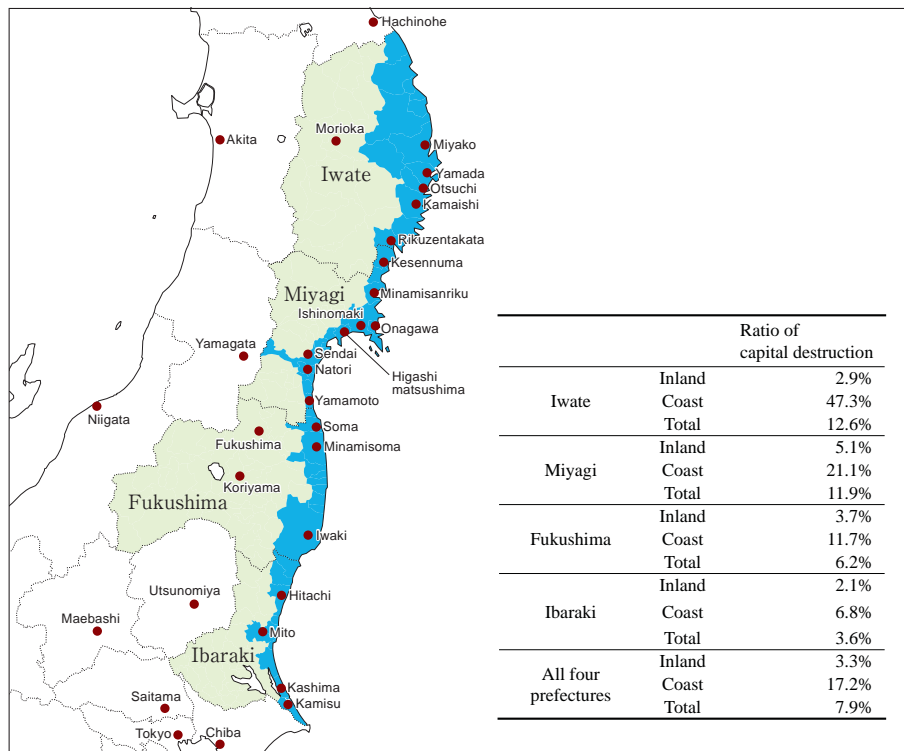 Hachinohe
Akita
Morioka
Miyako
Iwate
Yamada
Otsuchi
Kamaishi
Rikuzentakata
Kesennuma
Miyagi
Minamisanriku
Ishinomaki
Onagawa
Yamagata
Sendai
Natori
Higashi
matsushima
Niigata
Yamamoto
Soma
Fukushima
Minamisoma
Koriyama
Fukushima
Iwaki
Utsunomiya
Hitachi
Maebashi
Mito
Ibaraki
Kashima
Saitama
Kamisu
Tokyo
Chiba
Ratio of
capital destruction
Inland 2.9%
Iwate Coast 47.3%
Total 12.6%
Inland 5.1%
Miyagi Coast 21.1%
Total 11.9%
Inland 3.7%
Fukushima Coast 11.7%
Total 6.2%
Inland 2.1%
Ibaraki Coast 6.8%
Total 3.6%
Inland 3.3%
All four
prefectures
Coast 17.2%
Total 7.9%